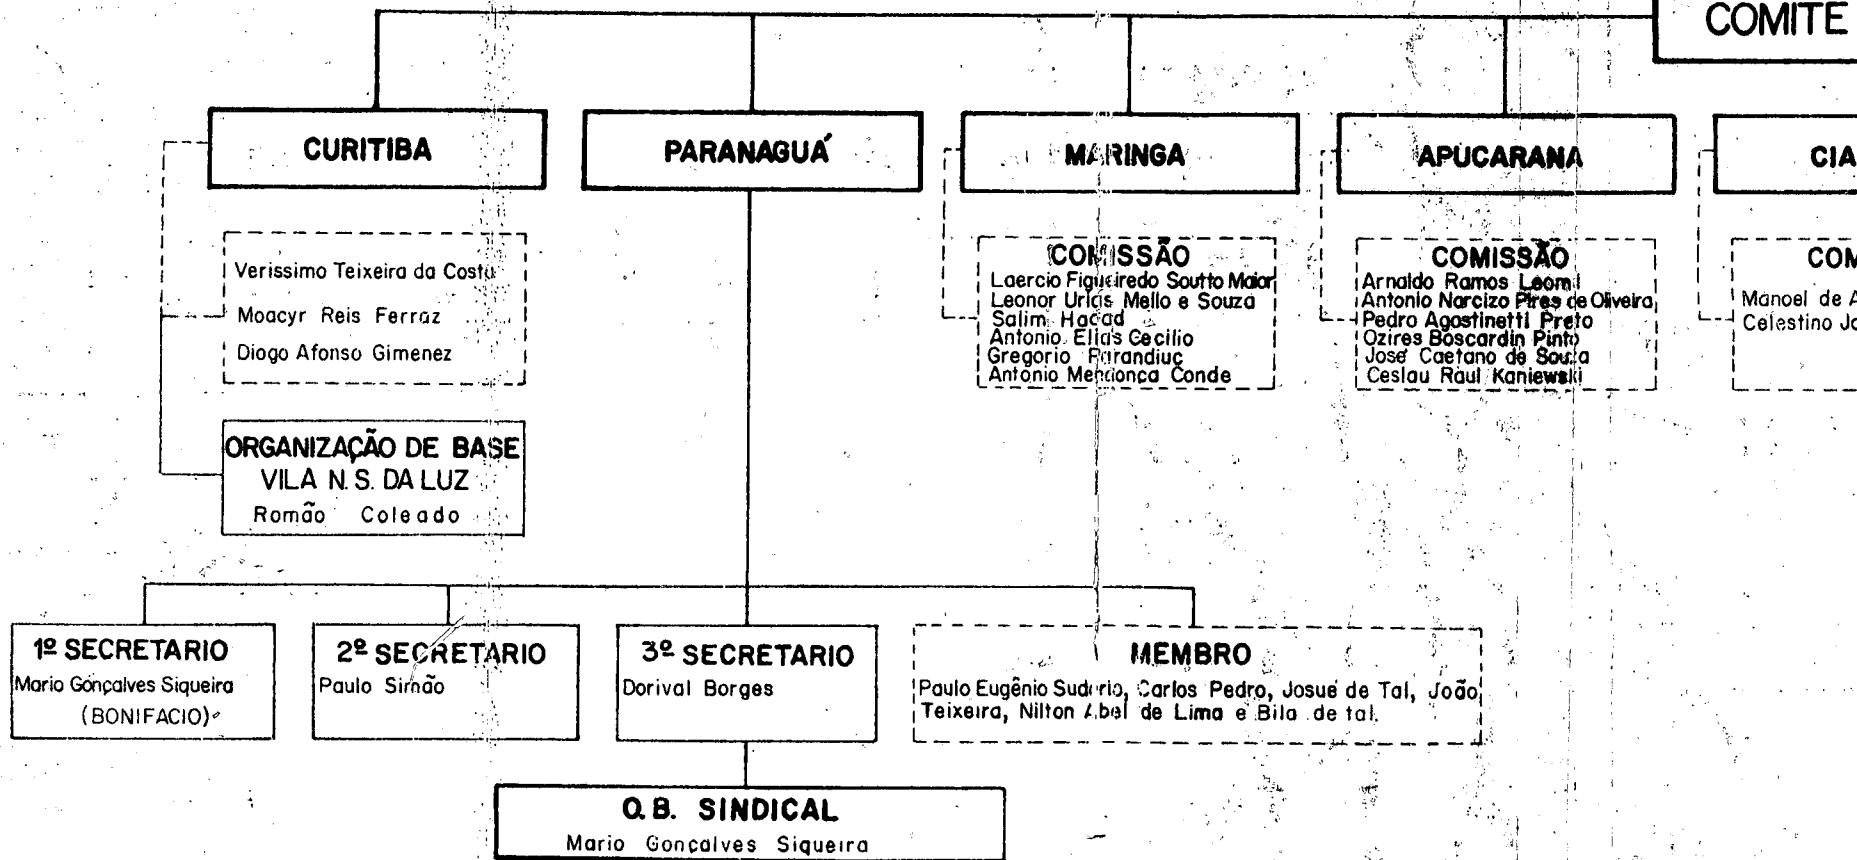 COMITE
CURITIBA
PARANAGUÁ
MARINGA
APUCARANA
CIA
Verissimo Teixeira da Costa
Moacyr Reis Ferraz
Diogo Afonso Gimenez
COMISSÃO
Laercio Figueiredo Soutto Maior
Leonor Urias Mello e Souza
Salim Hadad
Antonio Elias Cecilio
Gregorio Parandiuc
Antonio Mendonça Conde
COMISSÃO
Arnaldo Ramos Leomil
Antonio Narcizo Pires de Oliveira
Pedro Agostinetti Preto
Ozires Boscardin Pinto
José Caetano de Souza
Ceslau Raul Kaniewski
COM
Manoel de A
Celestino Jo
ORGANIZAÇÃO DE BASE
VILA N. S. DA LUZ
Romão Coleado
1º SECRETARIO
Mario Gonçalves Siqueira
(BONIFACIO)
2º SECRETARIO
Paulo Simão
3º SECRETARIO
Dorival Borges
MEMBRO
Paulo Eugênio Suderio, Carlos Pedro, Josué de Tal, João
Teixeira, Nilton Abel de Lima e Bila de tal.
O.B. SINDICAL
Mario Gonçalves Siqueira